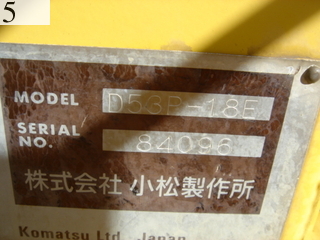 5
MODEL D53P-18E
SERIAL NO. 84096
株式会社 小松製作所
Komatsu Ltd. Japan